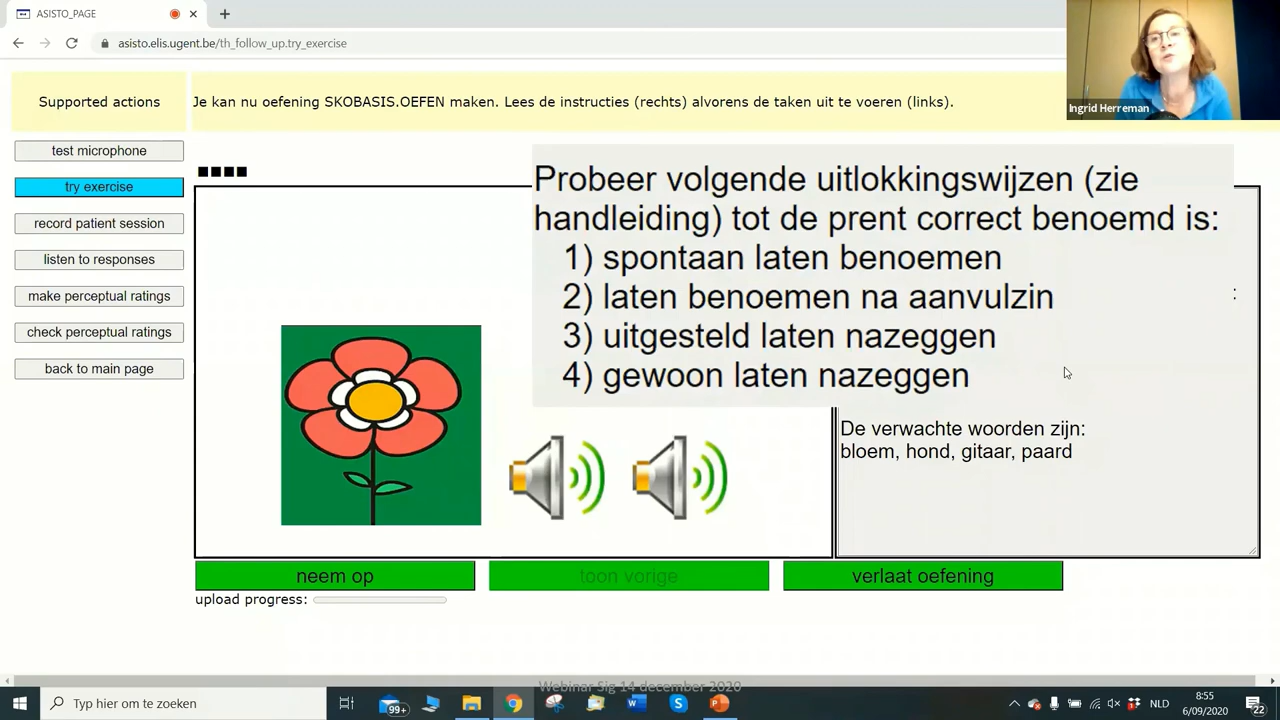 ASISTO_PAGE
asisto.elis.ugent.be/th_follow_up.try_exercise
Supported actions
Je kan nu oefening SKOBASIS.OEFEN maken. Lees de instructies (rechts) alvorens de taken uit te voeren (links).
Ingrid Herreman
test microphone
try exercise
record patient session
listen to responses
make perceptual ratings
check perceptual ratings
back to main page
Probeer volgende uitlokkingswijzen (zie
handleiding) tot de prent correct benoemd is:
1) spontaan laten benoemen
2) laten benoemen na aanvulzin
3) uitgesteld laten nazeggen
4) gewoon laten nazeggen
:
De verwachte woorden zijn:
bloem, hond, gitaar, paard
neem op
toon vorige
verlaat oefening
upload progress:
Webinar Sig 14 december 2020
Typ hier om te zoeken
99+
NLD
8:55
6/09/2020
22